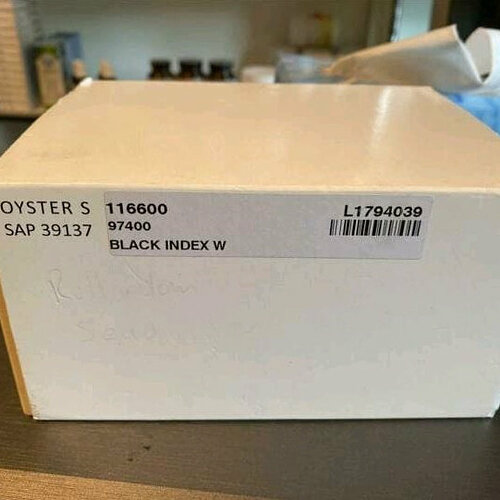 OYSTER S 116600 L1794039
SAP 39137 97400
BLACK INDEX W